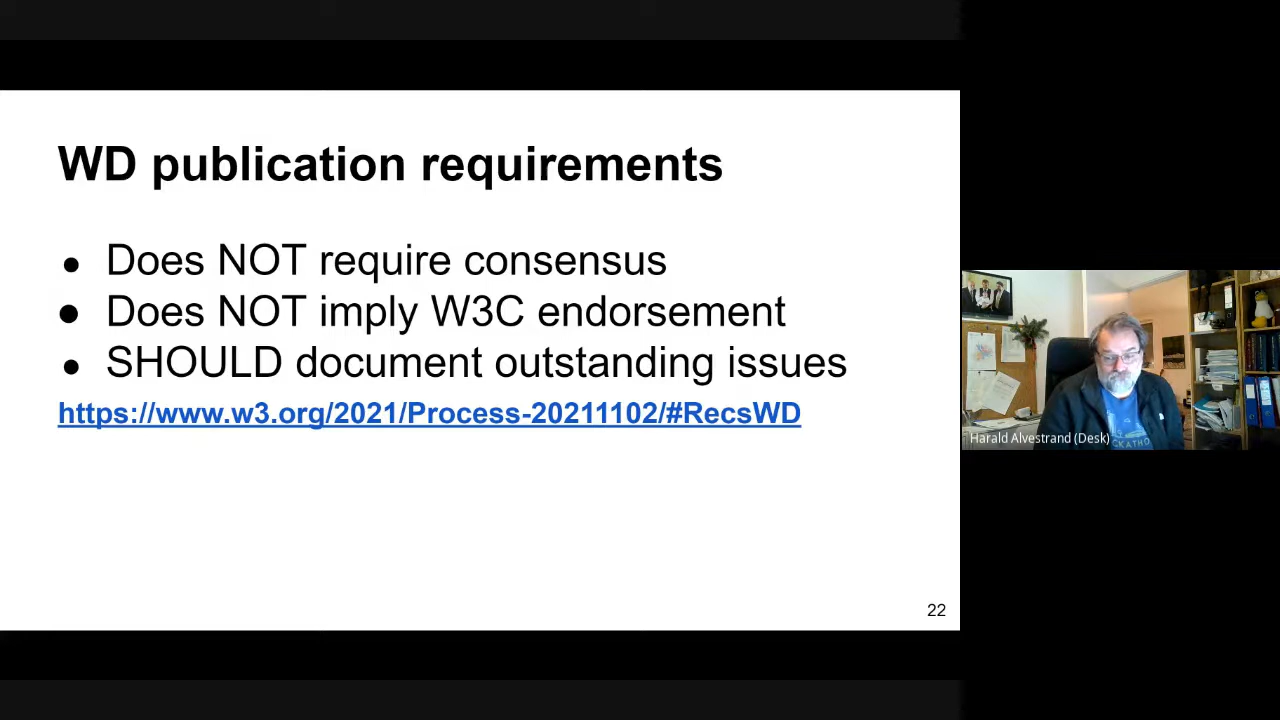 WD publication requirements
● Does NOT require consensus
● Does NOT imply W3C endorsement
● SHOULD document outstanding issues
https://www.w3.org/2021/Process-20211102/#RecsWD
22
Harald Alvestrand (Desk)